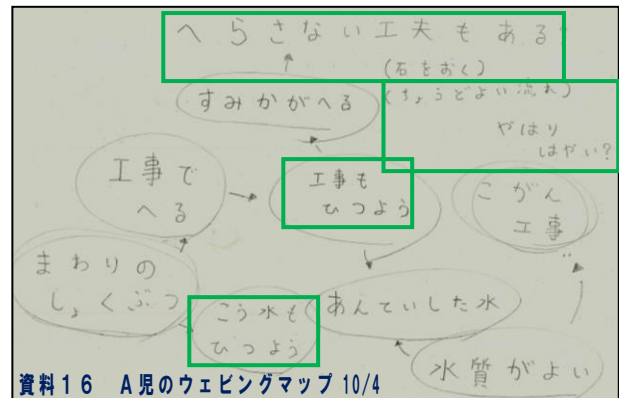 へらさない工夫もある?
(石をおく)
(ちょうどよい流れ)
やはり
はやい?
すみかがへる
工事で
へる
工事も
ひつよう
こがん
工事
まわりの
しょくぶつ
こう水も
ひつよう
あんていした水
水質がよい
資料16 A児のウェビングマップ 10/4